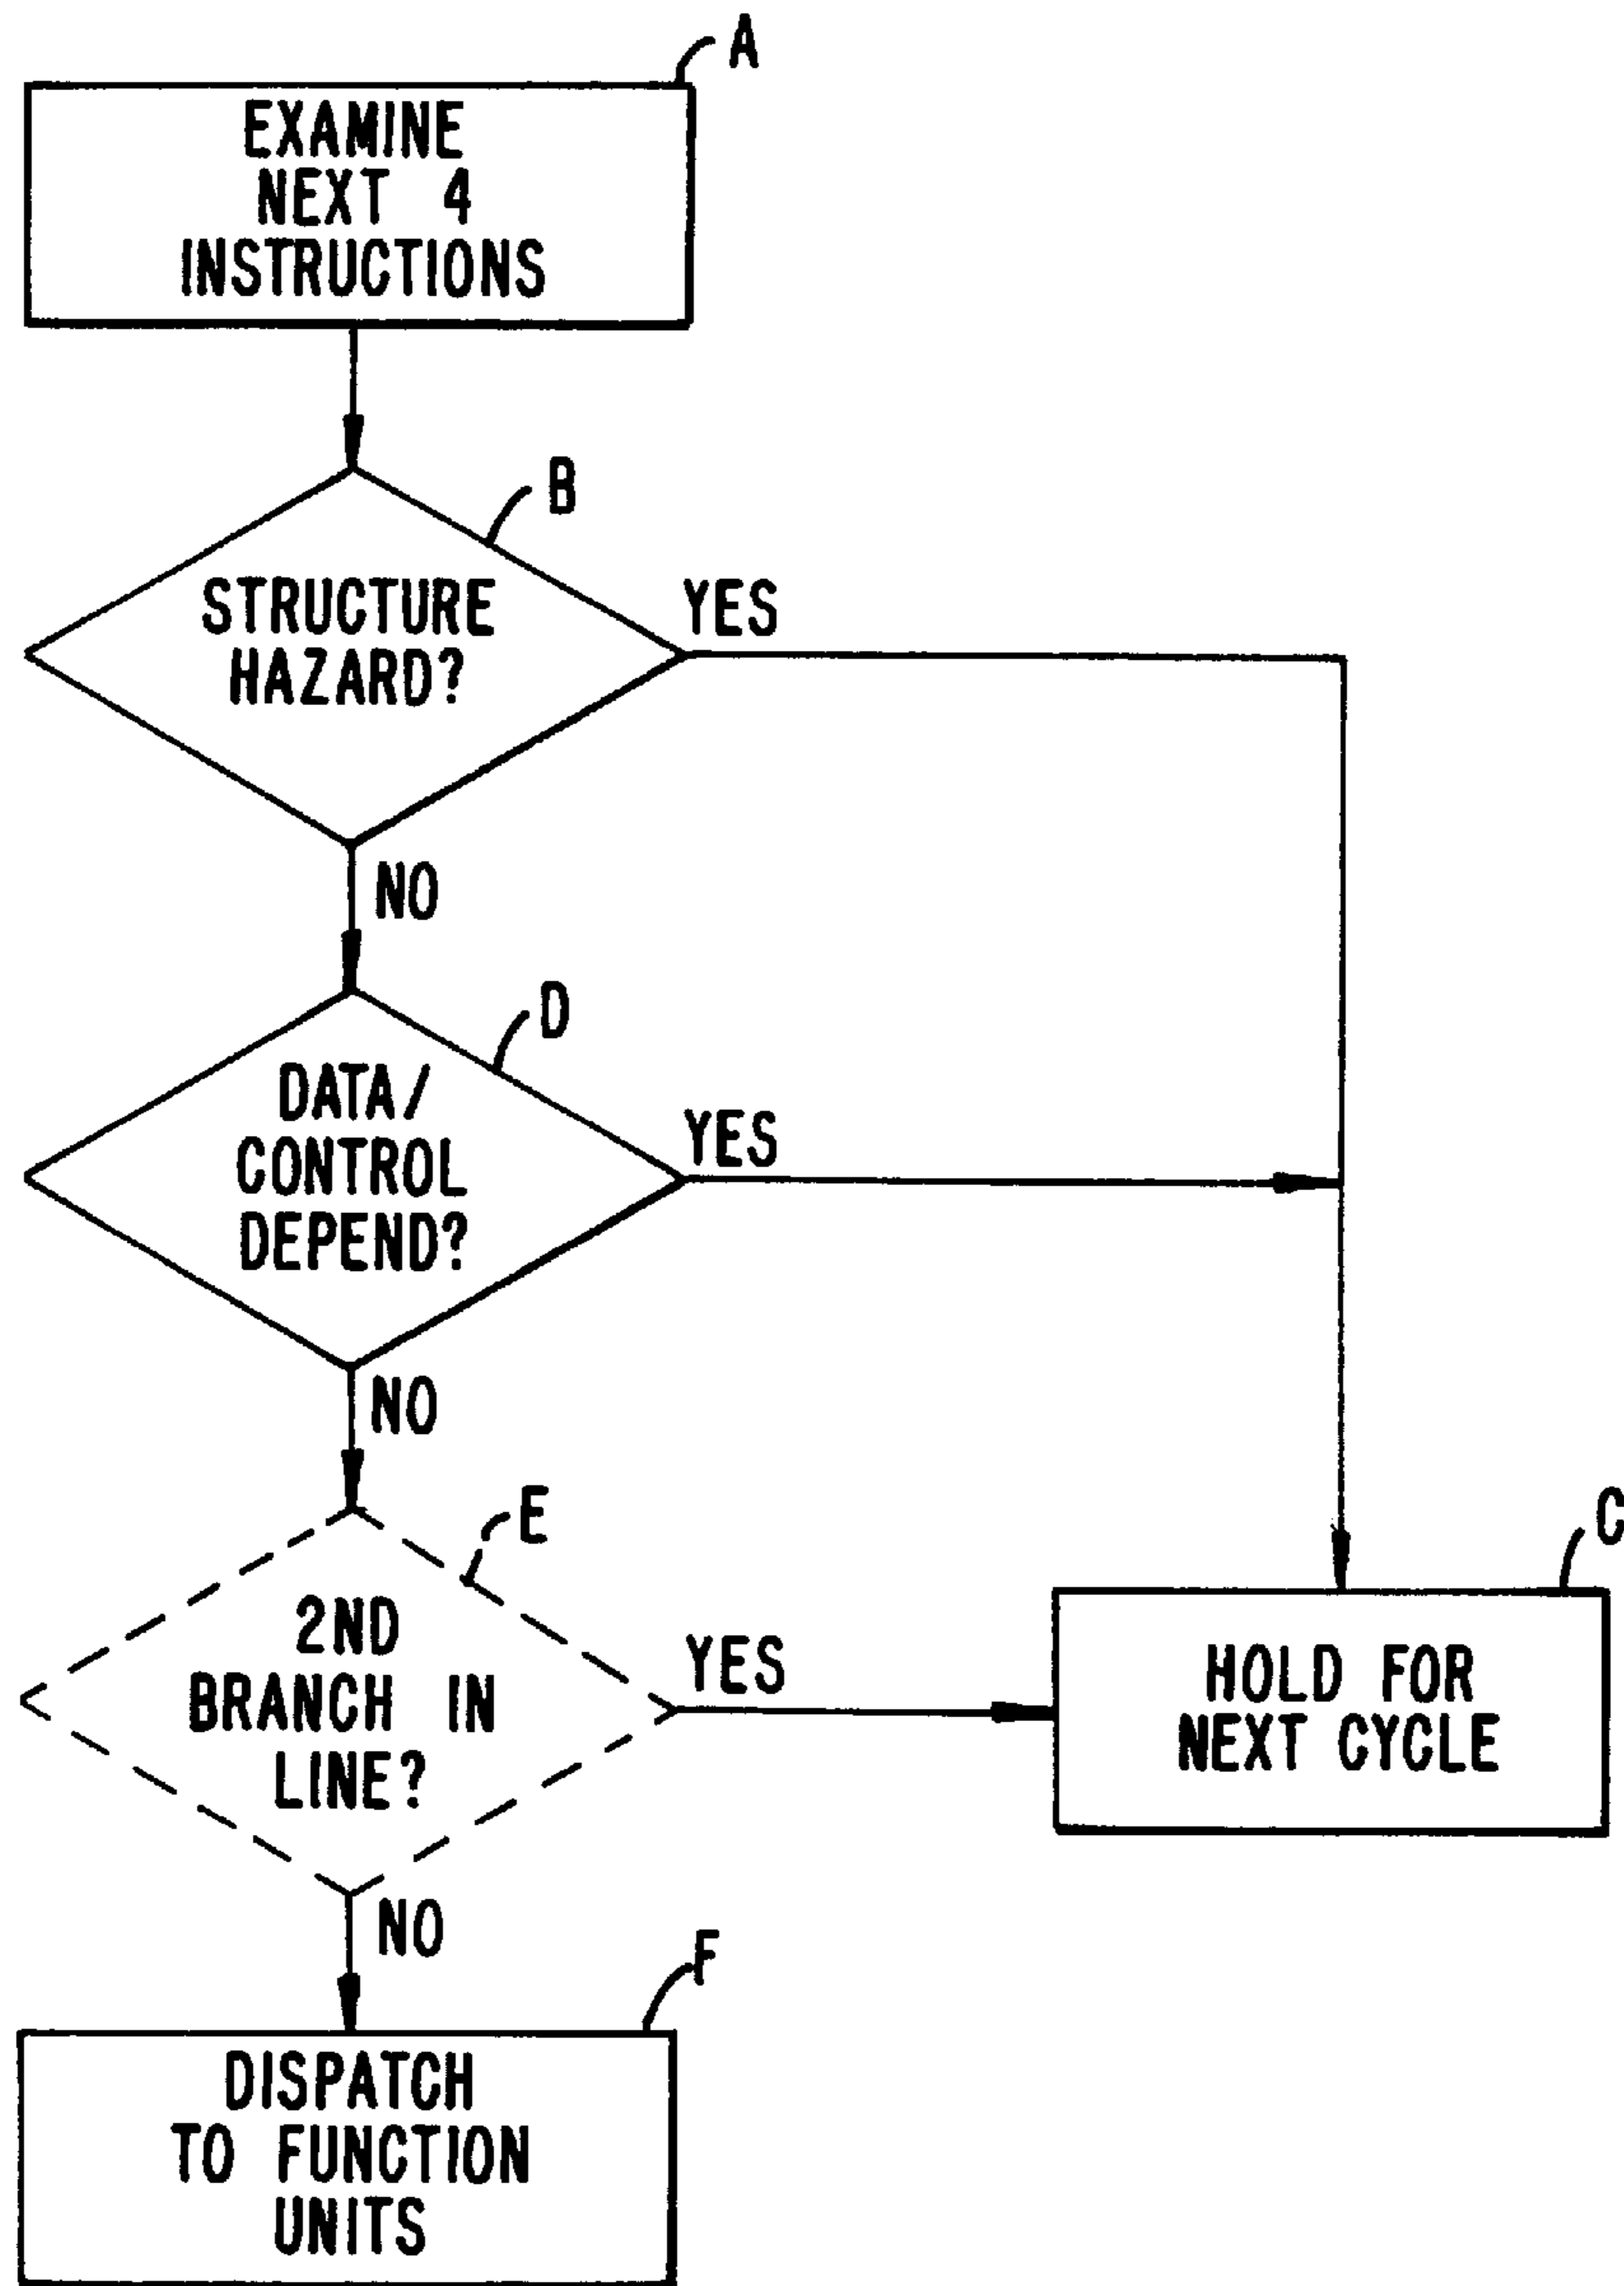 A
EXAMINE
NEXT 4
INSTRUCTIONS
B
STRUCTURE
HAZARD?
YES
NO
D
DATA/
CONTROL
DEPEND?
YES
NO
E
2ND
BRANCH IN
LINE?
YES
C
HOLD FOR
NEXT CYCLE
NO
F
DISPATCH
TO FUNCTION
UNITS